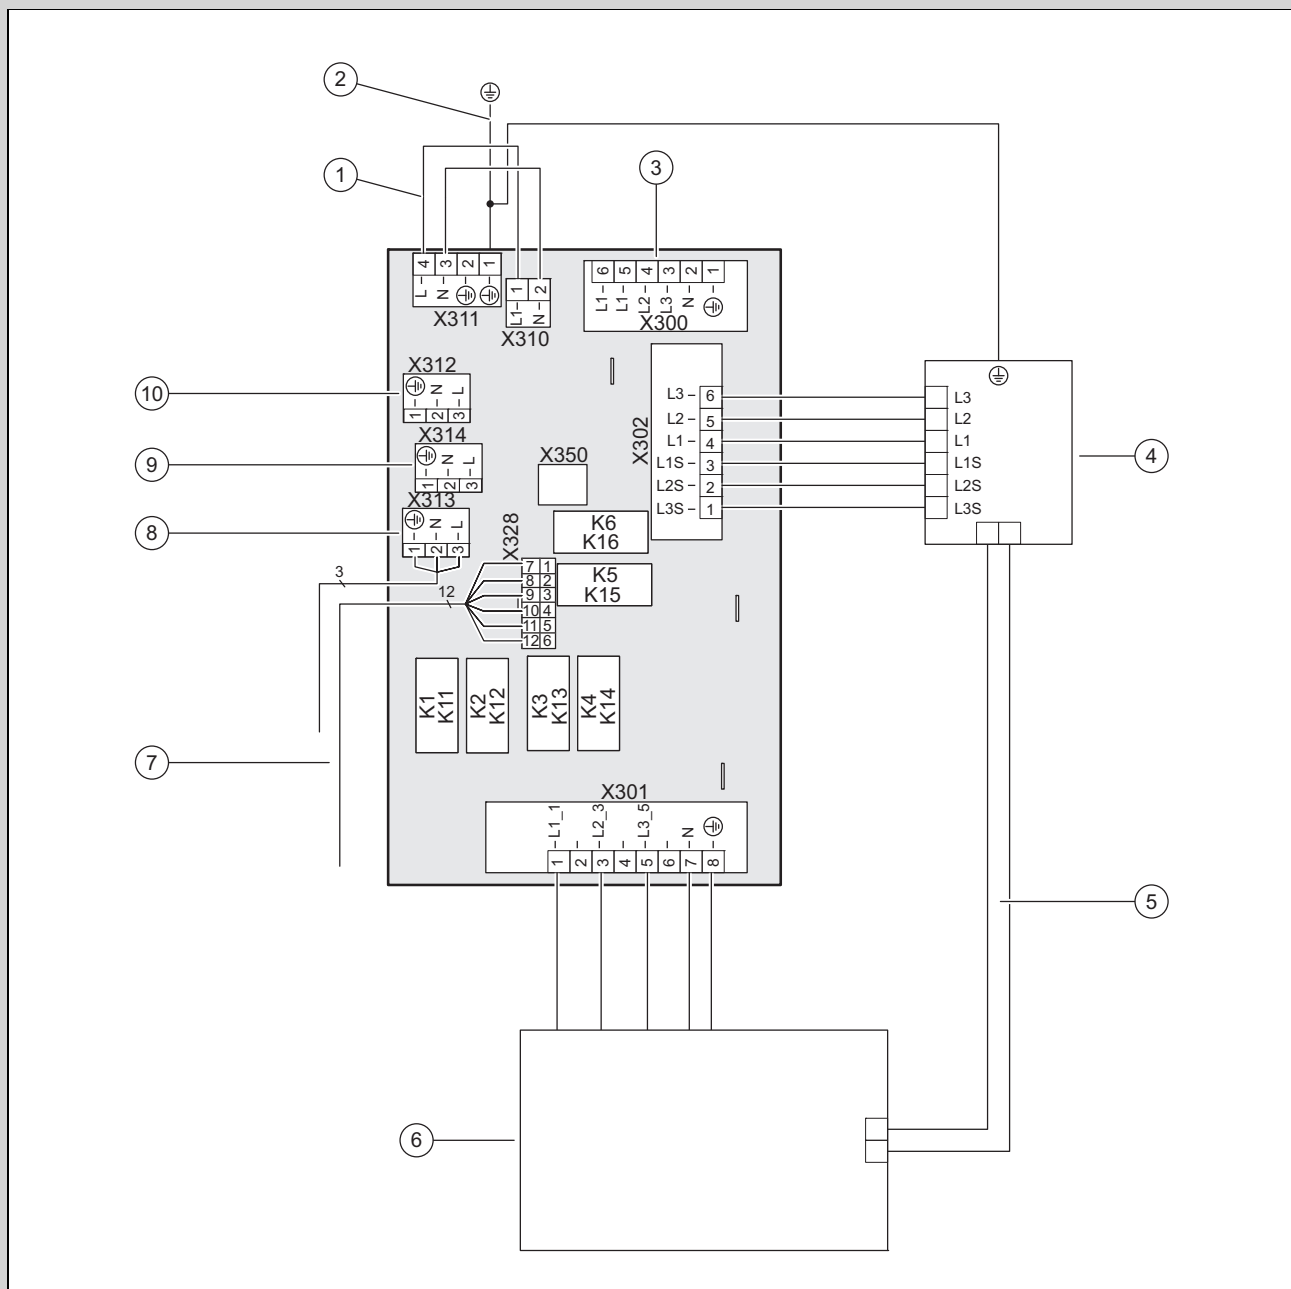 2
1
3
4 3 2 1
L N
X311
1 2
L1 N
X310
6 5 4 3 2 1
L1 L1 L2 L3 N
X300
X312
N L
1 2 3
10
X314
N L
1 2 3
9
X313
N L
1 2 3
8
3
12
X350
K6
K16
K5
K15
X328
7 1
8 2
9 3
10 4
11 5
12 6
X302
L3 6
L2 5
L1 4
L1S 3
L2S 2
L3S 1
L3
L2
L1
L1S
L2S
L3S
4
K1
K11
K2
K12
K3
K13
K4
K14
7
X301
L1_1 L2_3 L3_5 N
1 2 3 4 5 6 7 8
5
6